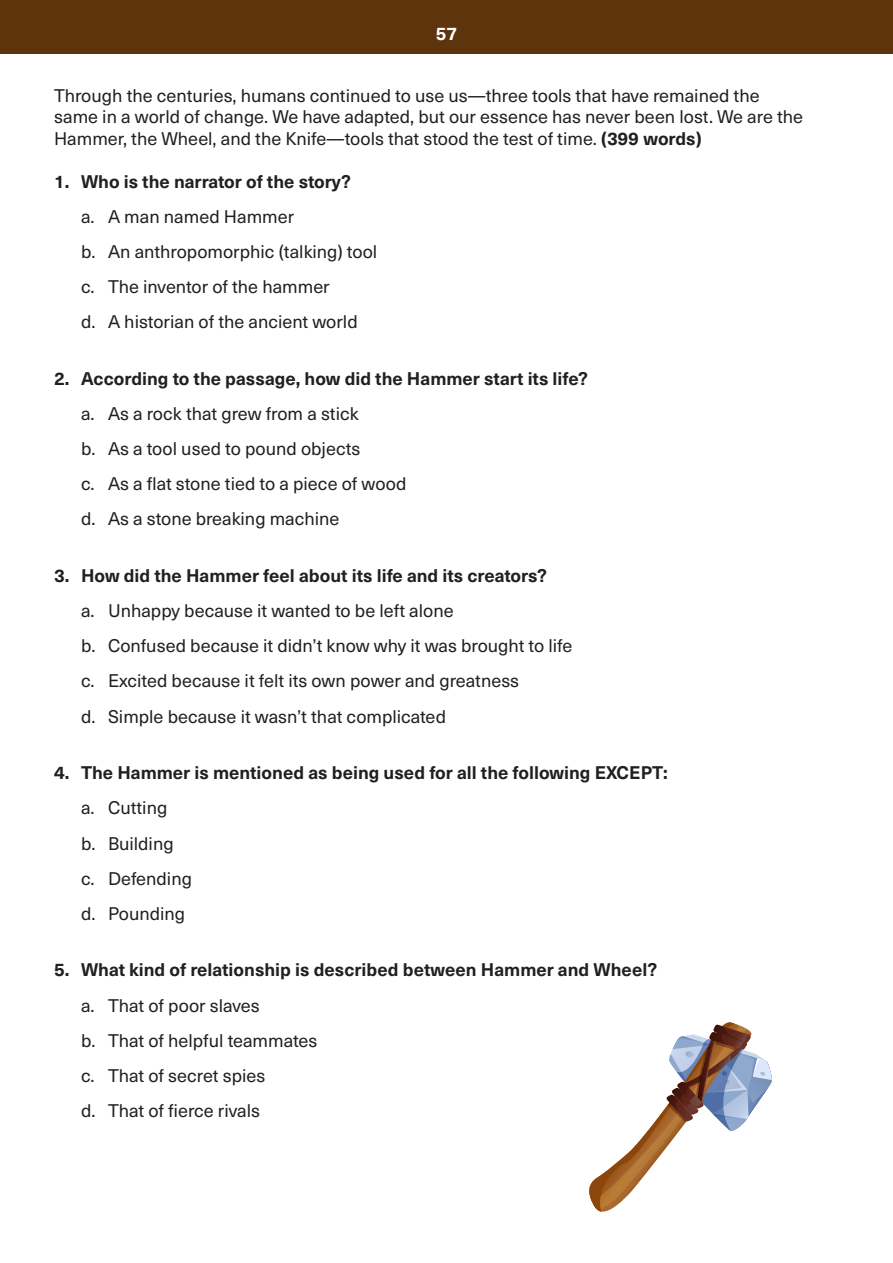 57
Through the centuries, humans continued to use us—three tools that have remained the
same in a world of change. We have adapted, but our essence has never been lost. We are the
Hammer, the Wheel, and the Knife—tools that stood the test of time. (399 words)
1. Who is the narrator of the story?
a. A man named Hammer
b. An anthropomorphic (talking) tool
c. The inventor of the hammer
d. A historian of the ancient world
2. According to the passage, how did the Hammer start its life?
a. As a rock that grew from a stick
b. As a tool used to pound objects
c. As a flat stone tied to a piece of wood
d. As a stone breaking machine
3. How did the Hammer feel about its life and its creators?
a. Unhappy because it wanted to be left alone
b. Confused because it didn’t know why it was brought to life
c. Excited because it felt its own power and greatness
d. Simple because it wasn’t that complicated
4. The Hammer is mentioned as being used for all the following EXCEPT:
a. Cutting
b. Building
c. Defending
d. Pounding
5. What kind of relationship is described between Hammer and Wheel?
a. That of poor slaves
b. That of helpful teammates
c. That of secret spies
d. That of fierce rivals